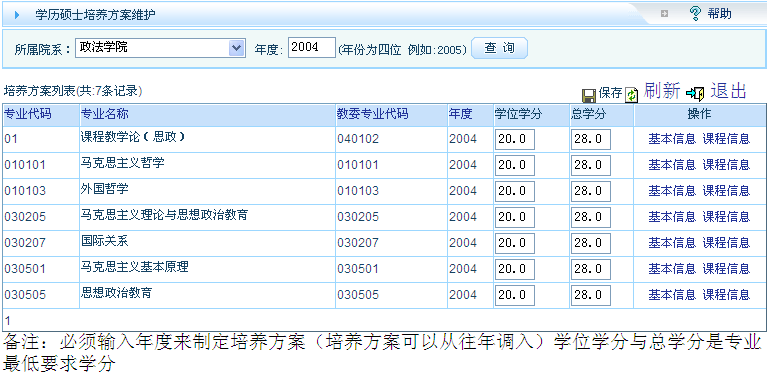 学历硕士培养方案维护 帮助
所属院系： 政法学院 年度: 2004 (年份为四位 例如:2005) 查 询
培养方案列表(共:7条记录) 保存 刷新 退出
专业代码 专业名称 教委专业代码 年度 学位学分 总学分 操作
01 课程教学论（思政） 040102 2004 20.0 28.0 基本信息 课程信息
010101 马克思主义哲学 010101 2004 20.0 28.0 基本信息 课程信息
010103 外国哲学 010103 2004 20.0 28.0 基本信息 课程信息
030205 马克思主义理论与思想政治教育 030205 2004 20.0 28.0 基本信息 课程信息
030207 国际关系 030207 2004 20.0 28.0 基本信息 课程信息
030501 马克思主义基本原理 030501 2004 20.0 28.0 基本信息 课程信息
030505 思想政治教育 030505 2004 20.0 28.0 基本信息 课程信息
1
备注：必须输入年度来制定培养方案（培养方案可以从往年调入）学位学分与总学分是专业
最低要求学分